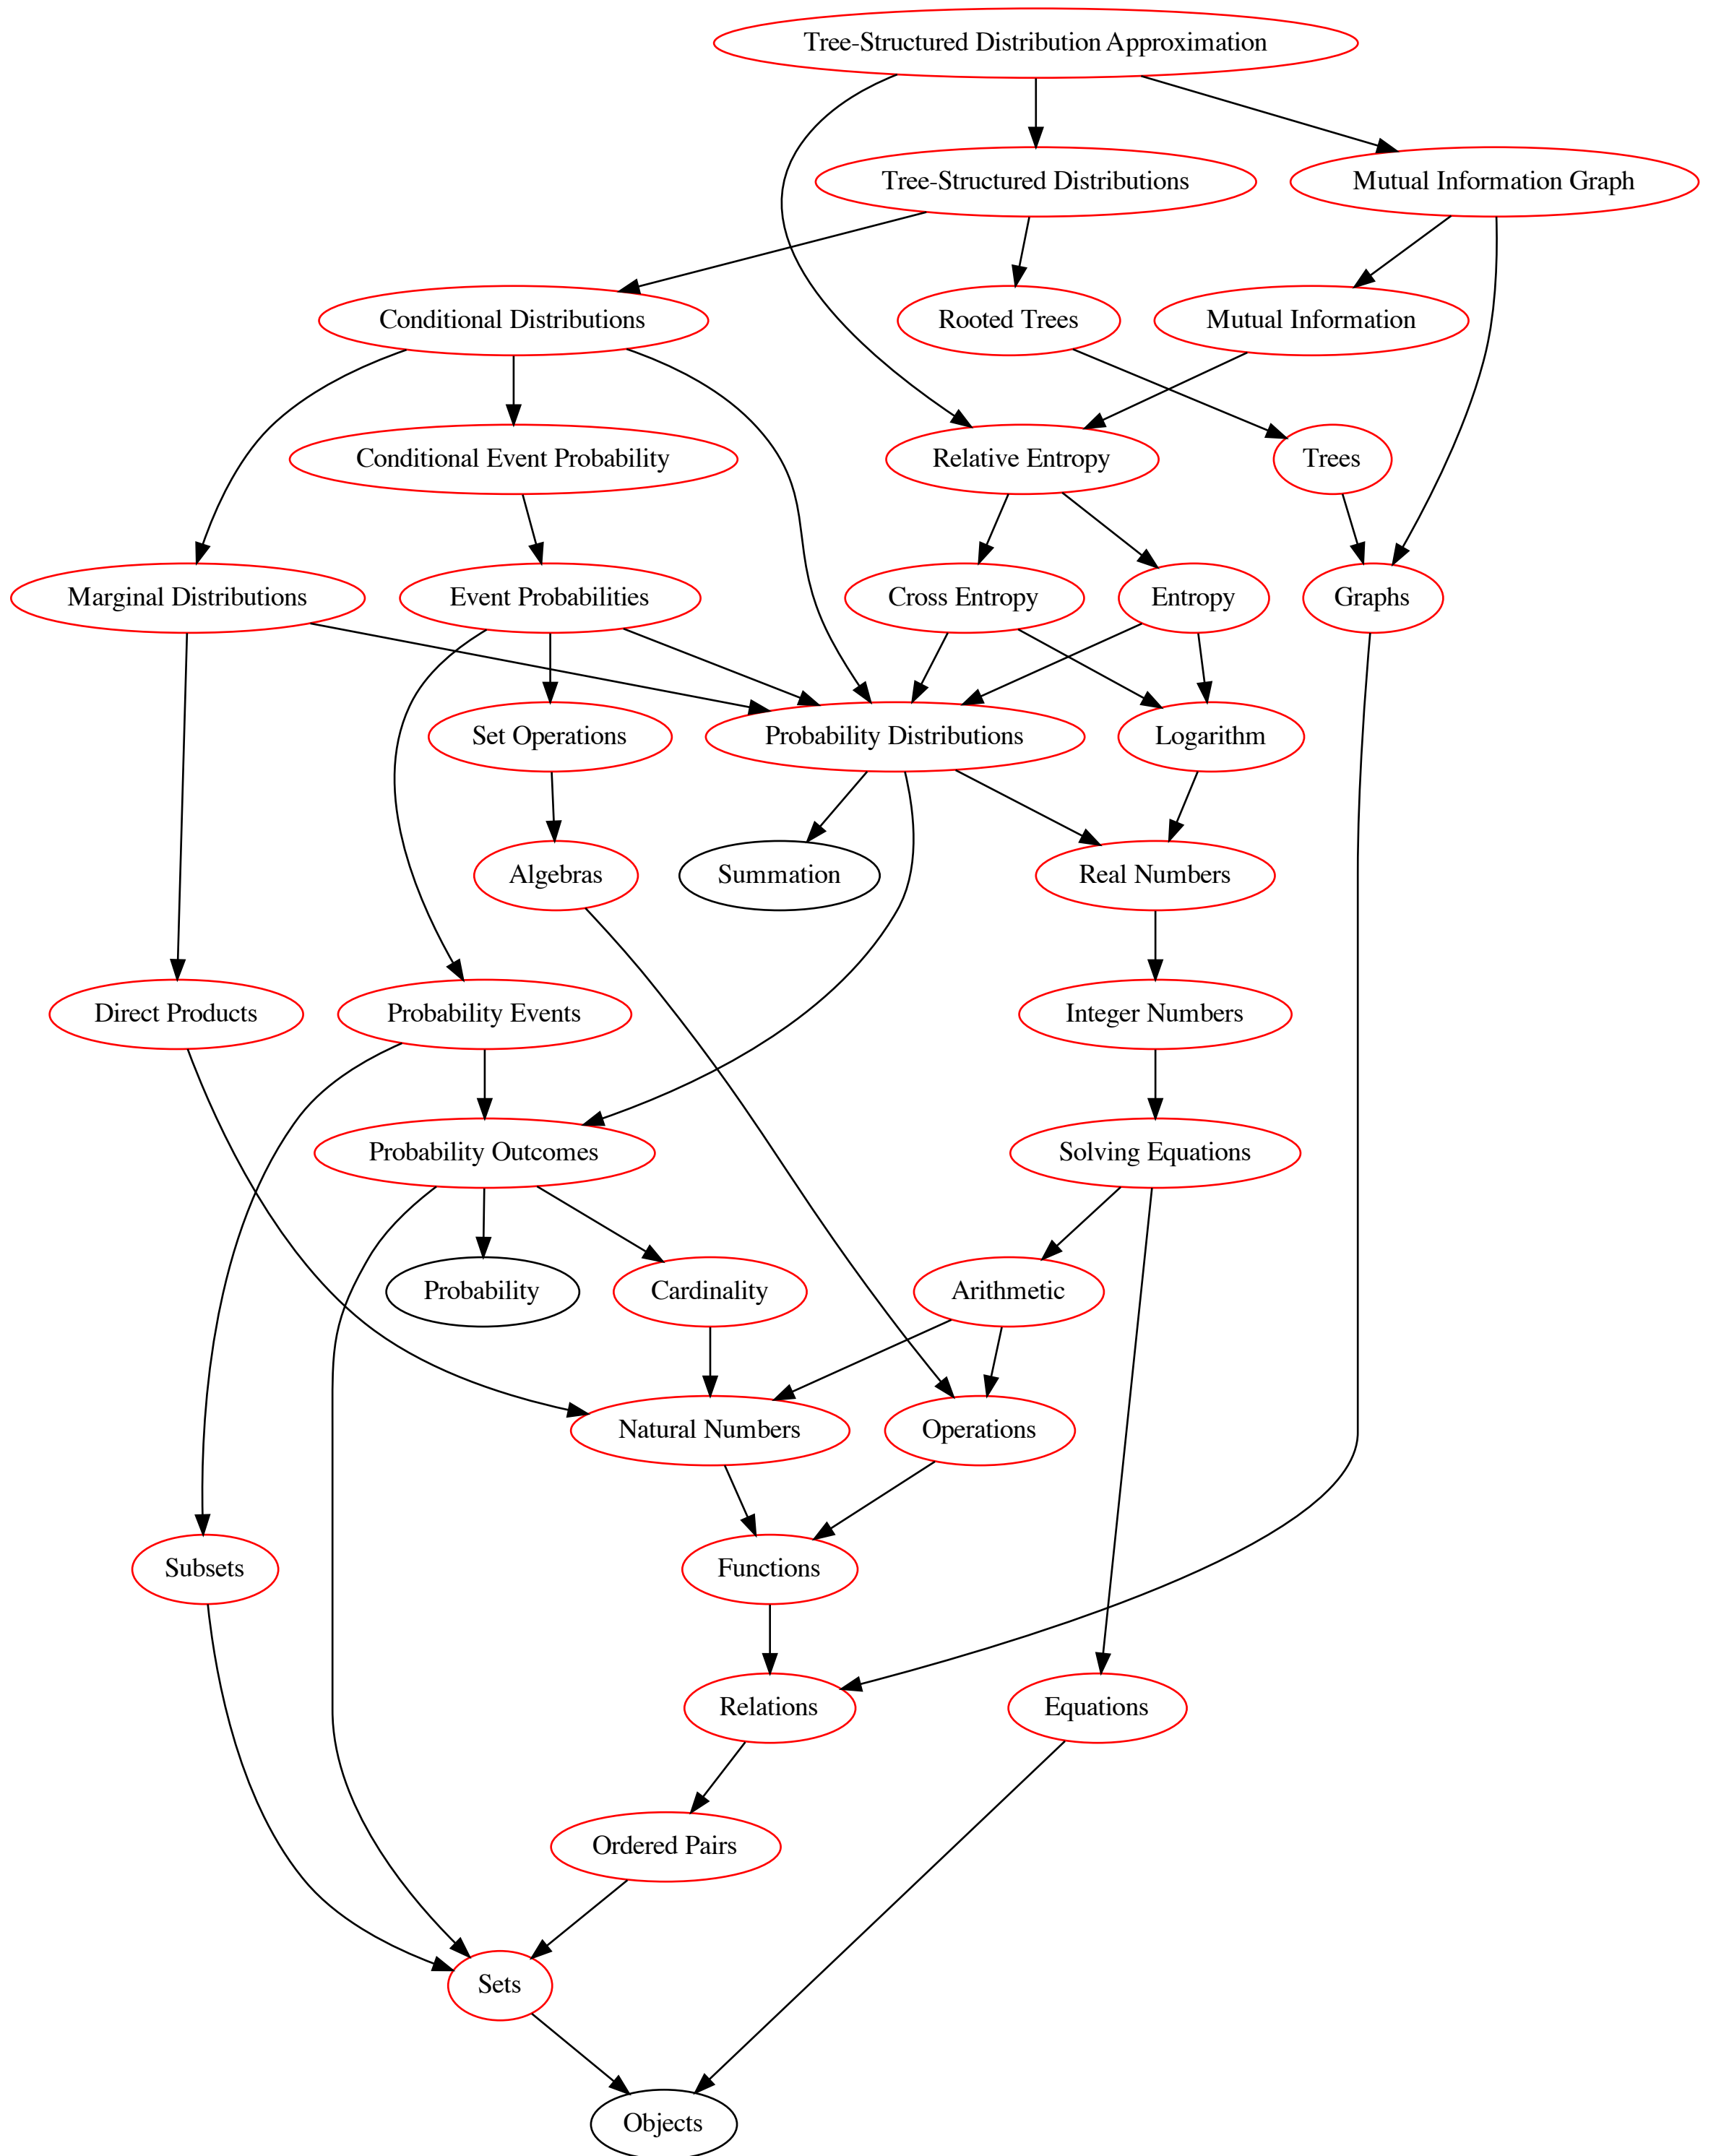 Tree-Structured Distribution Approximation
Tree-Structured Distributions
Mutual Information Graph
Conditional Distributions
Rooted Trees
Mutual Information
Conditional Event Probability
Relative Entropy
Trees
Marginal Distributions
Event Probabilities
Cross Entropy
Entropy
Graphs
Set Operations
Probability Distributions
Logarithm
Algebras
Summation
Real Numbers
Direct Products
Probability Events
Integer Numbers
Probability Outcomes
Solving Equations
Probability
Cardinality
Arithmetic
Natural Numbers
Operations
Subsets
Functions
Relations
Equations
Ordered Pairs
Sets
Objects